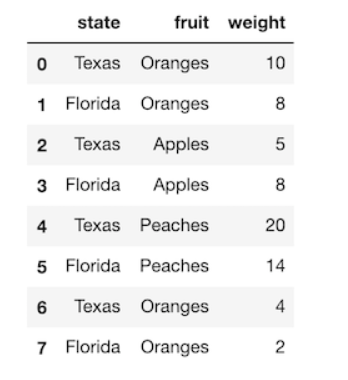 state fruit weight
0 Texas Oranges 10
1 Florida Oranges 8
2 Texas Apples 5
3 Florida Apples 8
4 Texas Peaches 20
5 Florida Peaches 14
6 Texas Oranges 4
7 Florida Oranges 2